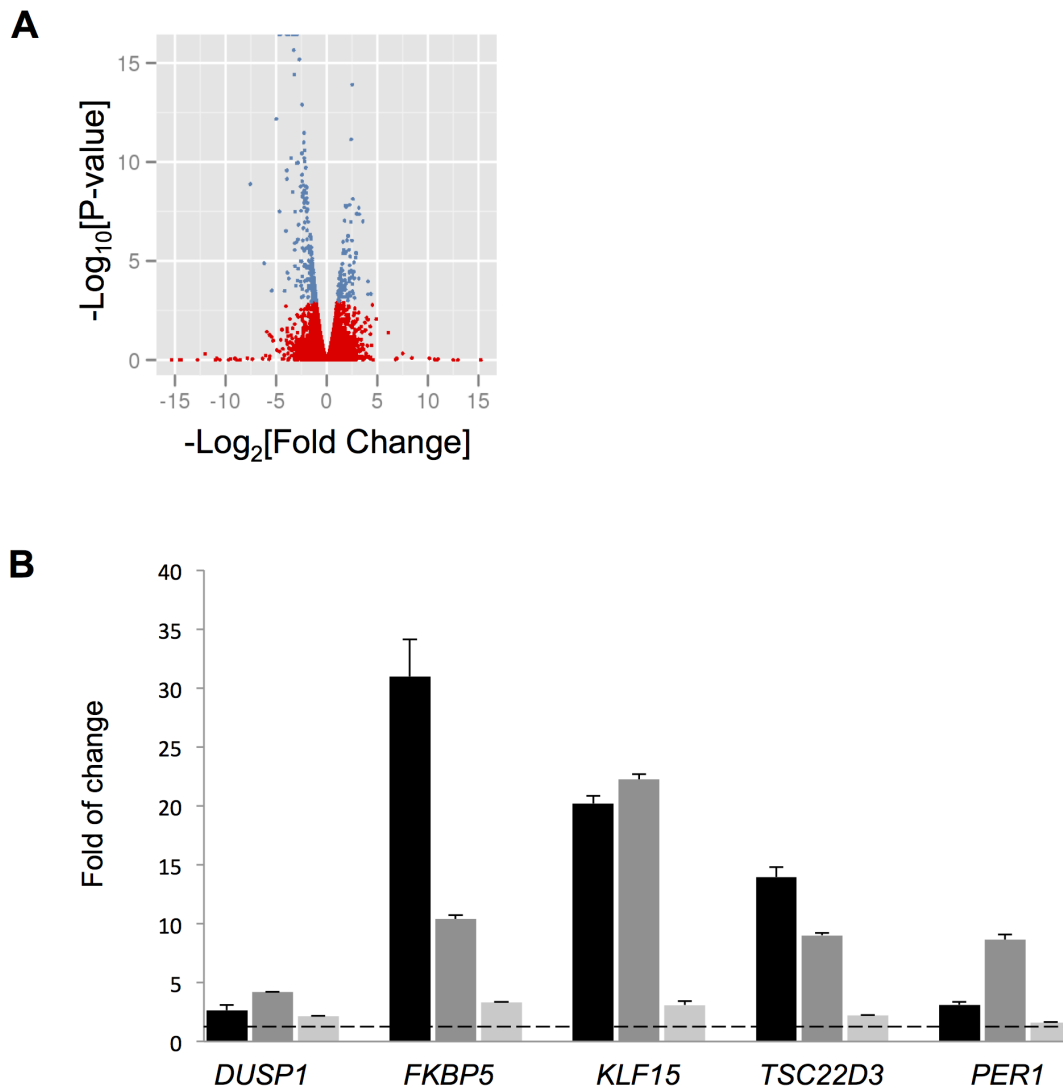 A
15
10
5
0
-Log10[P-value]
-15 -10 -5 0 5 10 15
-Log2[Fold Change]
B
40
35
30
25
20
15
10
5
0
Fold of change
DUSP1 FKBP5 KLF15 TSC22D3 PER1